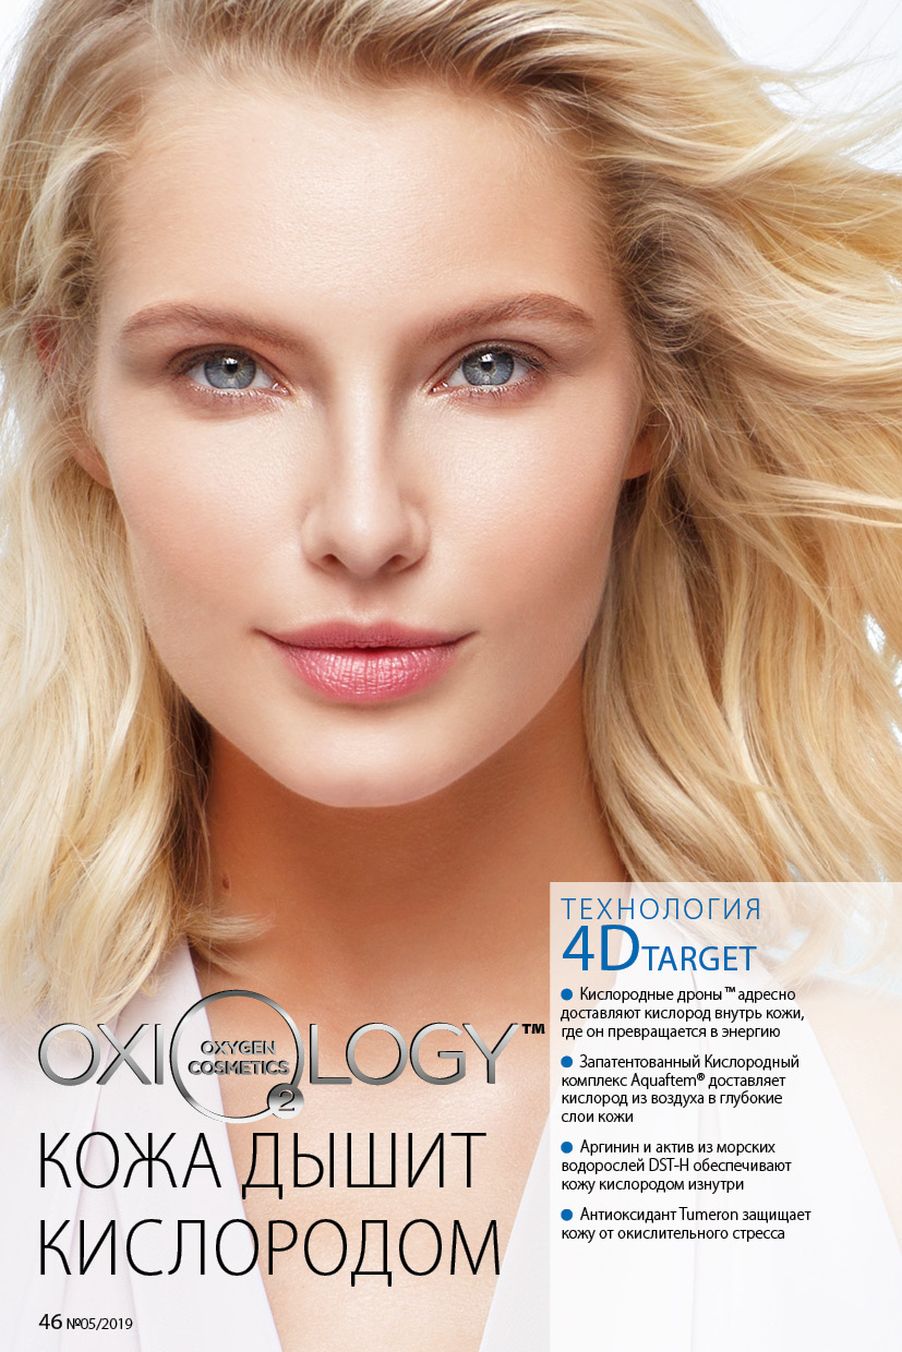 OXIOLOGY™
OXYGEN
COSMETICS
2
КОЖА ДЫШИТ
КИСЛОРОДОМ
46 №05/2019
ТЕХНОЛОГИЯ
4DTARGET
● Кислородные дроны™ адресно
доставляют кислород внутрь кожи,
где он превращается в энергию
● Запатентованный Кислородный
комплекс Aquaftem® доставляет
кислород из воздуха в глубокие
слои кожи
● Аргинин и актив из морских
водорослей DST-H обеспечивают
кожу кислородом изнутри
● Антиоксидант Tumeron защищает
кожу от окислительного стресса